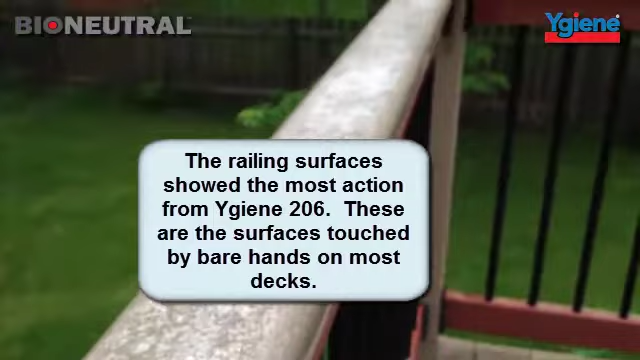 BIONEUTRAL™
Ygiene®
The railing surfaces
showed the most action
from Ygiene 206.  These
are the surfaces touched
by bare hands on most
decks.